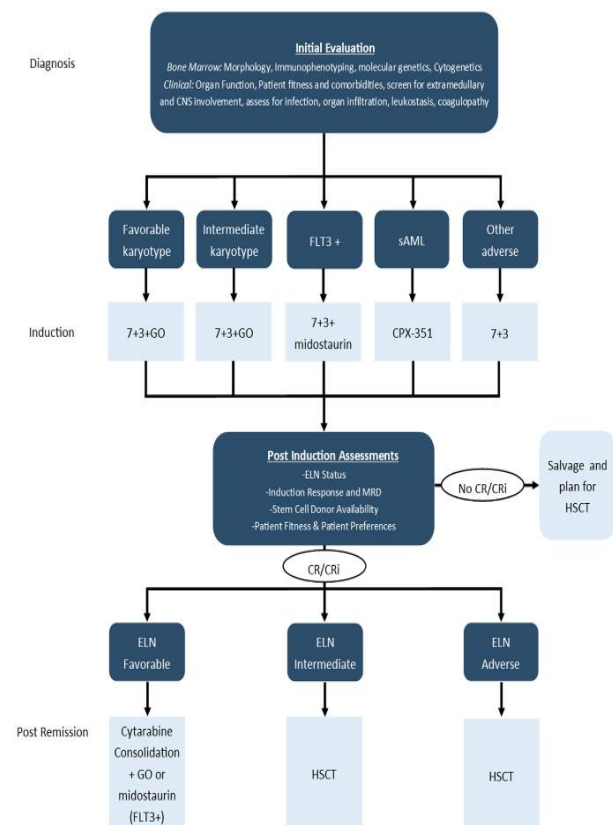 Diagnosis
Initial Evaluation
Bone Marrow: Morphology, Immunophenotyping, molecular genetics, Cytogenetics
Clinical: Organ Function, Patient fitness and comorbidities, screen for extramedullary
and CNS involvement, assess for infection, organ infiltration, leukostasis, coagulopathy
Favorable
karyotype
Intermediate
karyotype
FLT3 +
sAML
Other
adverse
Induction
7+3+GO
7+3+GO
7+3+
midostaurin
CPX-351
7+3
Post Induction Assessments
-ELN Status
-Induction Response and MRD
-Stem Cell Donor Availability
-Patient Fitness & Patient Preferences
No CR/CRi
Salvage and
plan for
HSCT
CR/CRi
ELN
Favorable
ELN
Intermediate
ELN
Adverse
Post Remission
Cytarabine
Consolidation
+ GO or
midostaurin
(FLT3+)
HSCT
HSCT